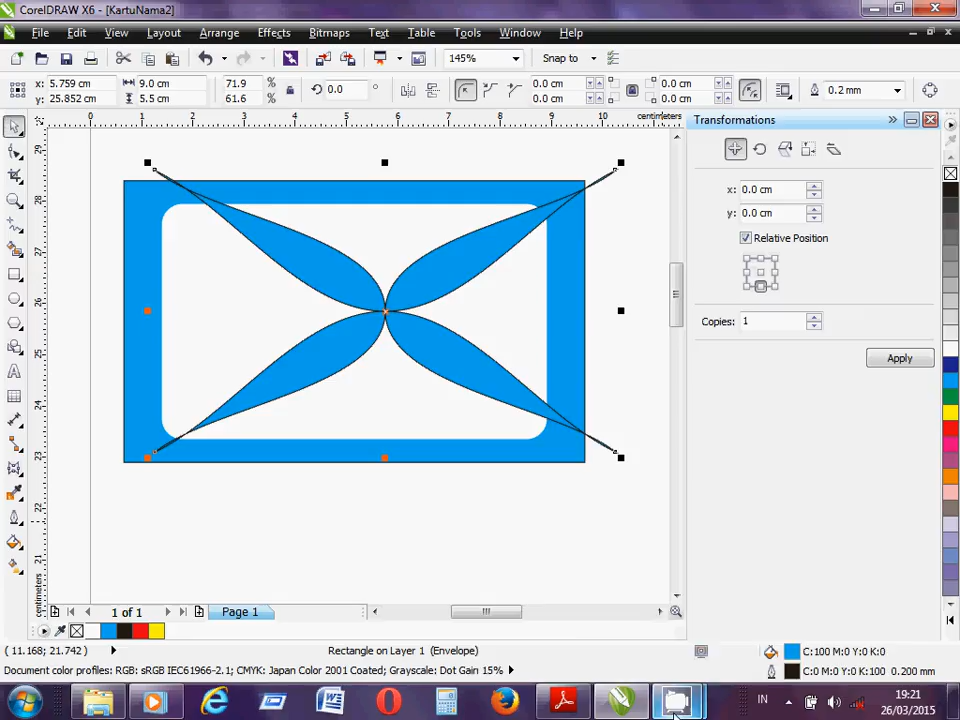 CorelDRAW X6 - [KartuNama2]
File Edit View Layout Arrange Effects Bitmaps Text Table Tools Window Help
145% Snap to
x: 5.759 cm 9.0 cm 71.9 % 0.0 ° 0.0 cm 0.0 cm 0.2 mm
y: 25.852 cm 5.5 cm 61.6 % 0.0 cm 0.0 cm
0 1 2 3 4 5 6 7 8 9 10 centimeters
Transformations
29
28
27
26
25
24
23
22
21
centimeters
x: 0.0 cm
y: 0.0 cm
Relative Position
Copies: 1
Apply
1 of 1 Page 1
( 11.168; 21.742 ) Rectangle on Layer 1 (Envelope) C:100 M:0 Y:0 K:0
Document color profiles: RGB: sRGB IEC61966-2.1; CMYK: Japan Color 2001 Coated; Grayscale: Dot Gain 15% C:0 M:0 Y:0 K:100 0.200 mm
IN 19:21
26/03/2015